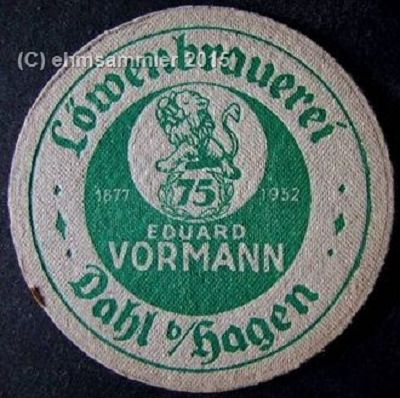 (C) ehmsammler 2015
Löwenbrauerei
75
1877 1952
EDUARD
VORMANN
Dahl b/Hagen